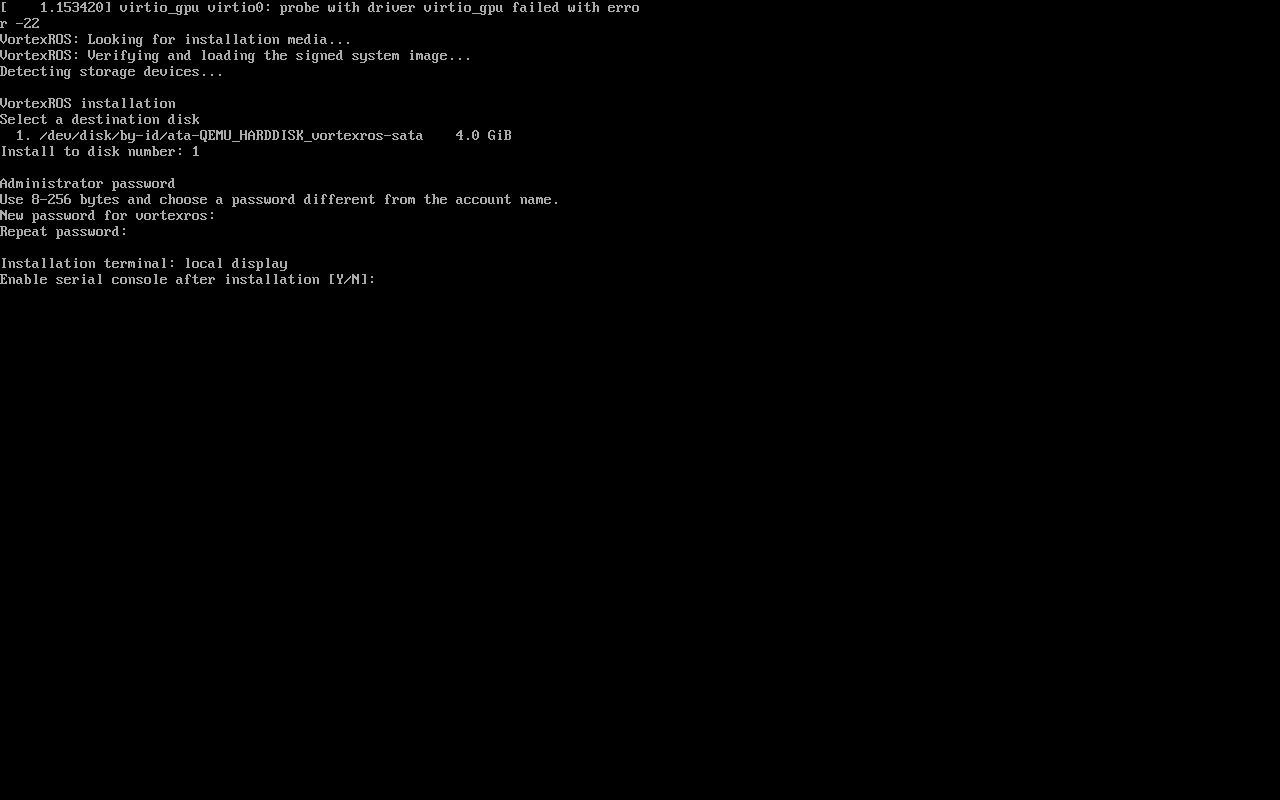 [    1.153420] virtio_gpu virtio0: probe with driver virtio_gpu failed with erro
r -22
VortexROS: Looking for installation media...
VortexROS: Verifying and loading the signed system image...
Detecting storage devices...
VortexROS installation
Select a destination disk
  1. /dev/disk/by-id/ata-QEMU_HARDDISK_vortexros-sata    4.0 GiB
Install to disk number: 1
Administrator password
Use 8-256 bytes and choose a password different from the account name.
New password for vortexros:
Repeat password:
Installation terminal: local display
Enable serial console after installation [Y/N]: